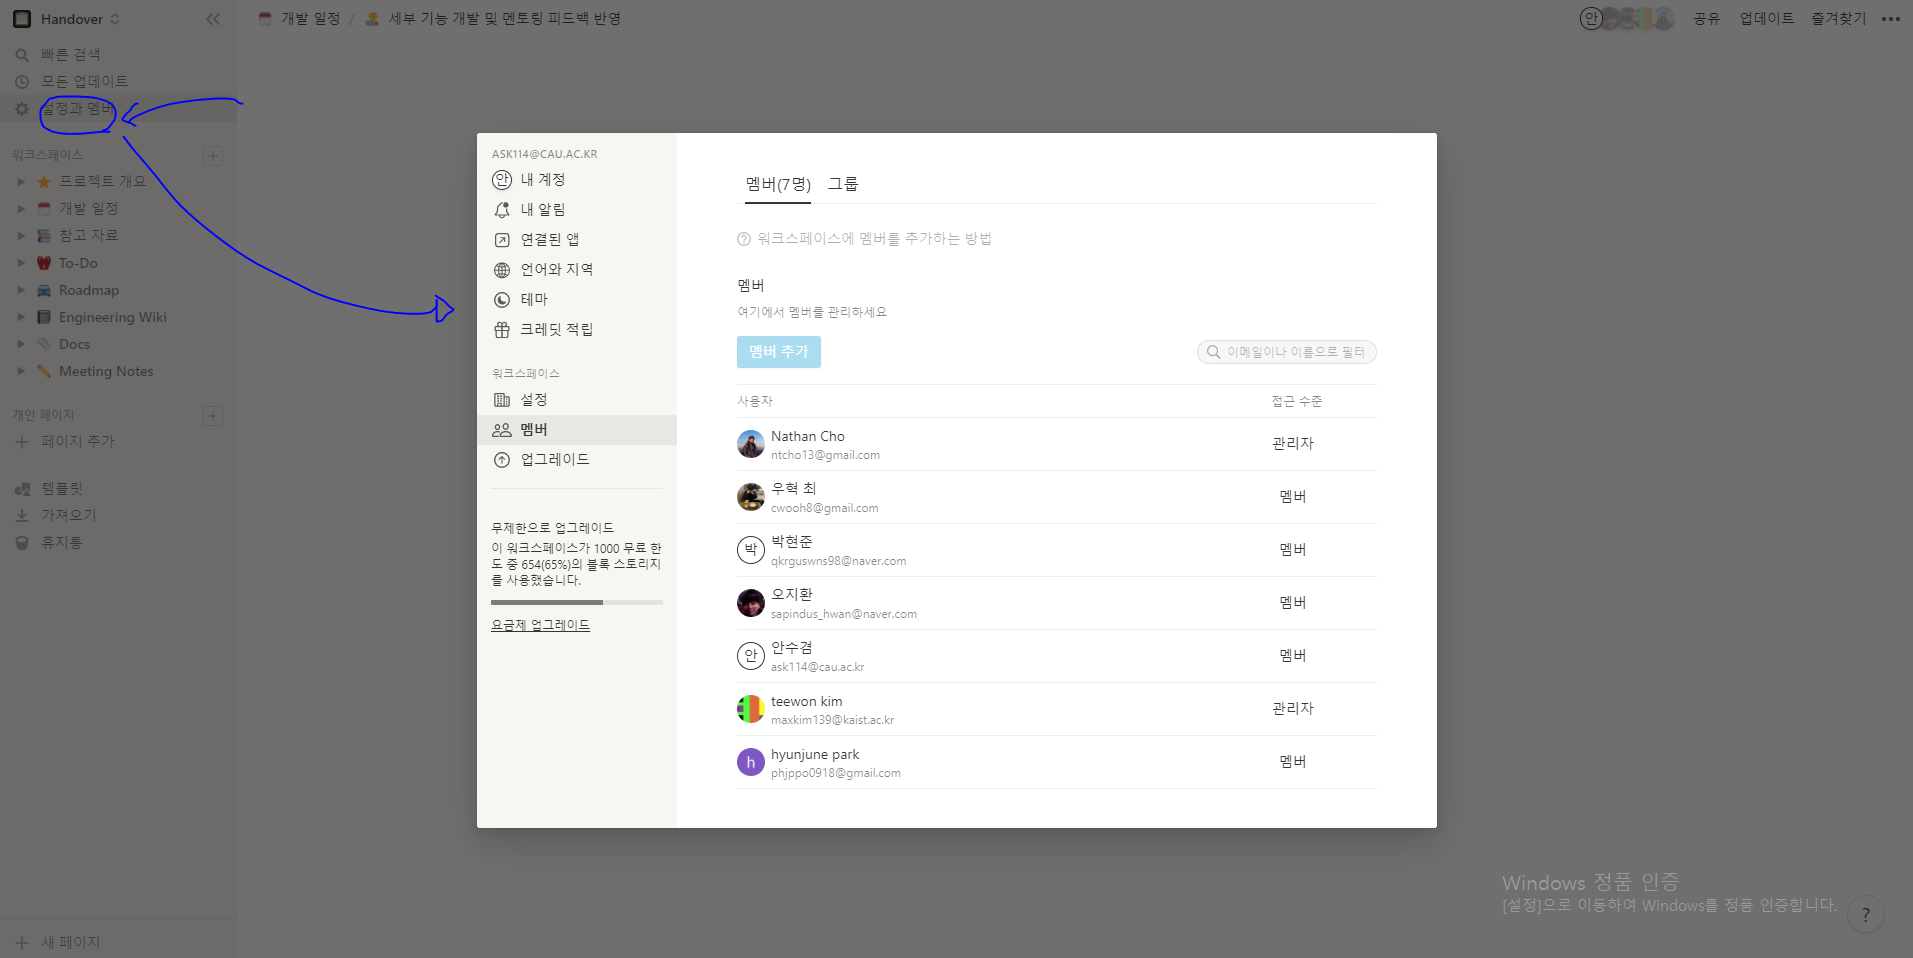 Handover
빠른 검색
모든 업데이트
설정과 멤버
워크스페이스
프로젝트 개요
개발 일정
참고 자료
To-Do
Roadmap
Engineering Wiki
Docs
Meeting Notes
개인 페이지
페이지 추가
템플릿
가져오기
휴지통
새 페이지
개발 일정 / 세부 기능 개발 및 멘토링 피드백 반영
안 공유 업데이트 즐겨찾기
ASK114@CAU.AC.KR
안 내 계정
내 알림
연결된 앱
언어와 지역
테마
크레딧 적립
워크스페이스
설정
멤버
업그레이드
무제한으로 업그레이드
이 워크스페이스가 1000 무료 한
도 중 654(65%)의 블록 스토리지
를 사용했습니다.
요금제 업그레이드
멤버(7명) 그룹
워크스페이스에 멤버를 추가하는 방법
멤버
여기에서 멤버를 관리하세요
멤버 추가
이메일이나 이름으로 필터
사용자 접근 수준
Nathan Cho
ntcho13@gmail.com
관리자
우혁 최
cwooh8@gmail.com
멤버
박 박현준
qkrguswns98@naver.com
멤버
오지환
sapindus_hwan@naver.com
멤버
안 안수겸
ask114@cau.ac.kr
멤버
teewon kim
maxkim139@kaist.ac.kr
관리자
h hyunjune park
phjppo0918@gmail.com
멤버
Windows 정품 인증
[설정]으로 이동하여 Windows를 정품 인증합니다.
?